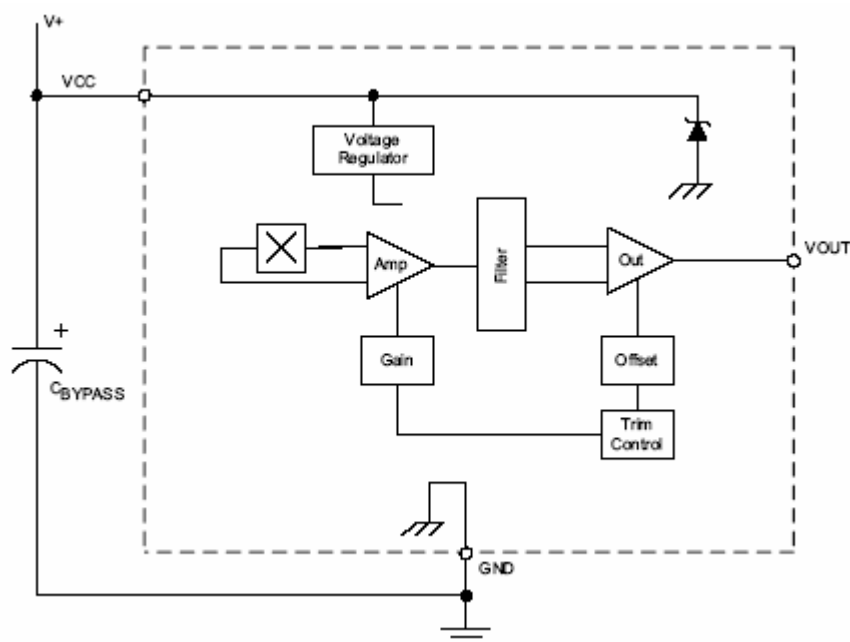 V+
VCC
Voltage
Regulator
Amp
Filter
Out
VOUT
+
Gain
Offset
CBYPASS
Trim
Control
GND